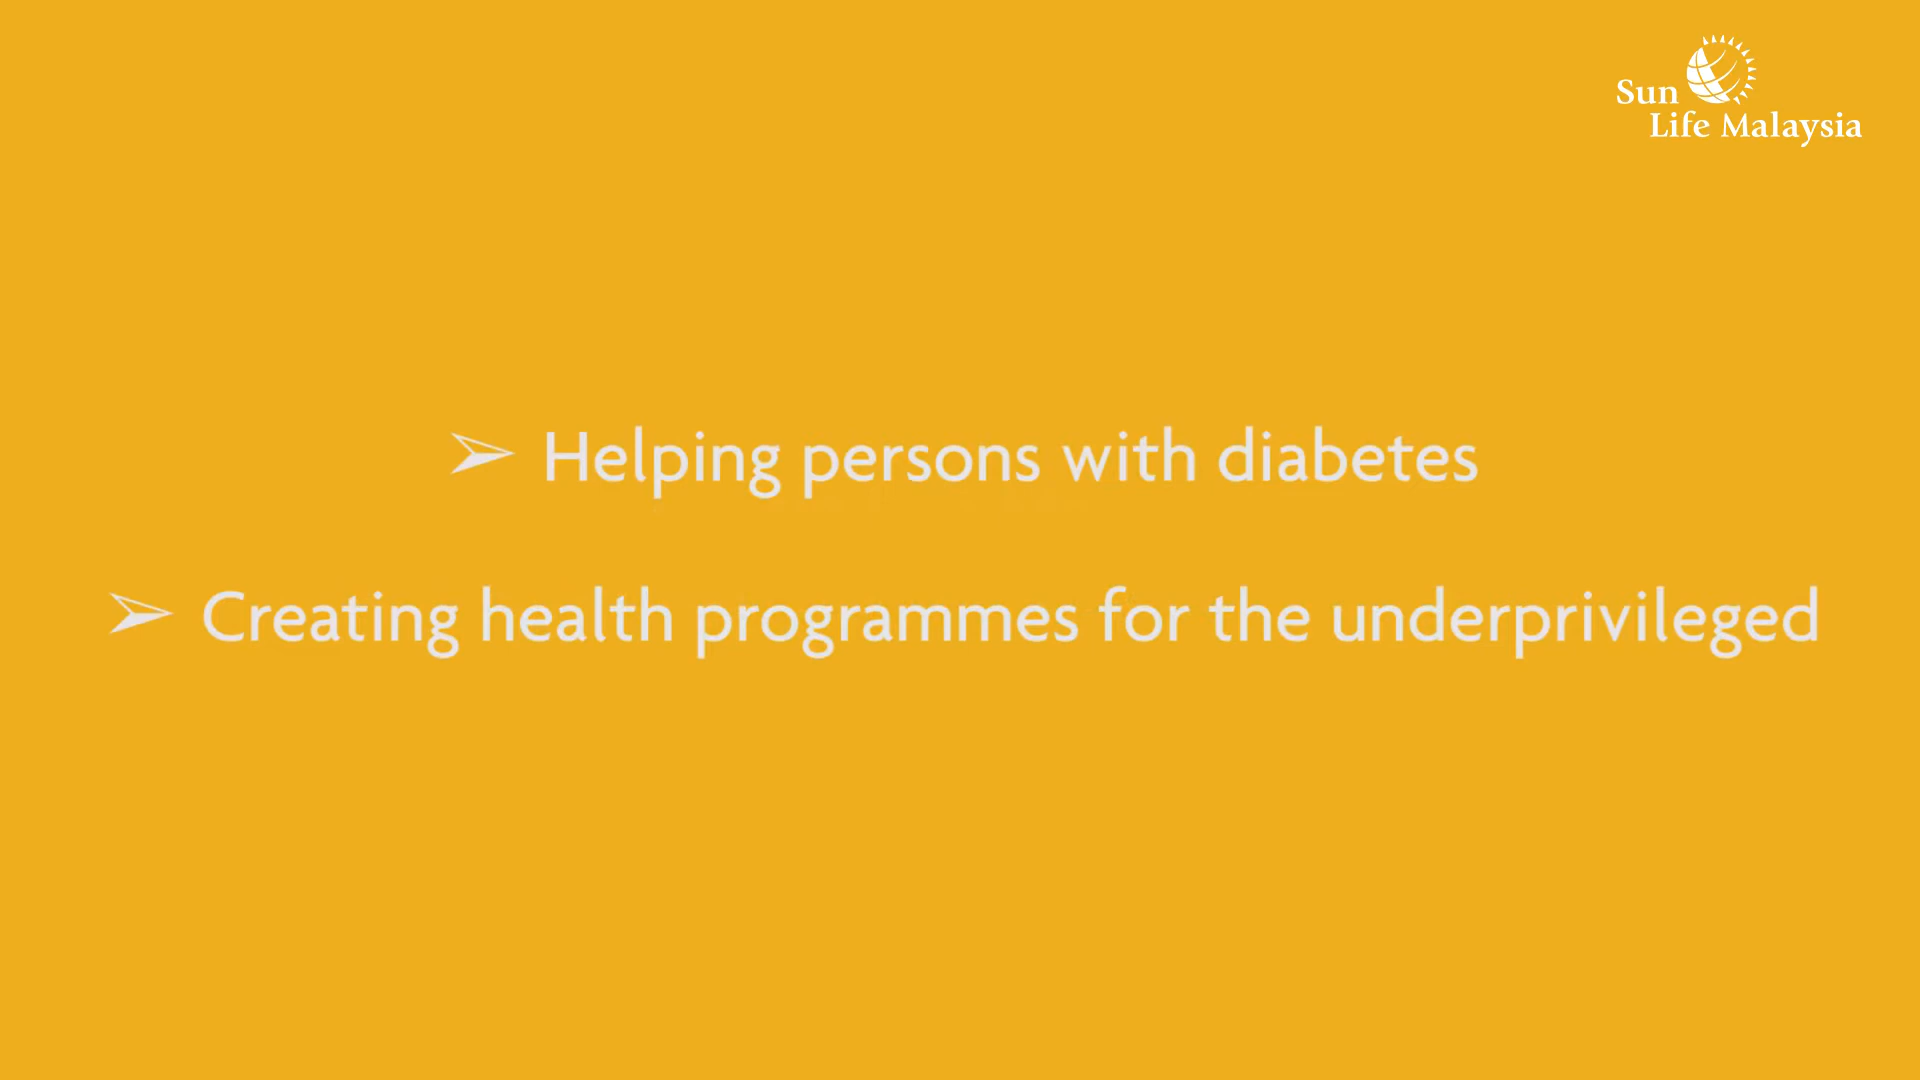 Sun
Life Malaysia
➢ Helping persons with diabetes
➢ Creating health programmes for the underprivileged